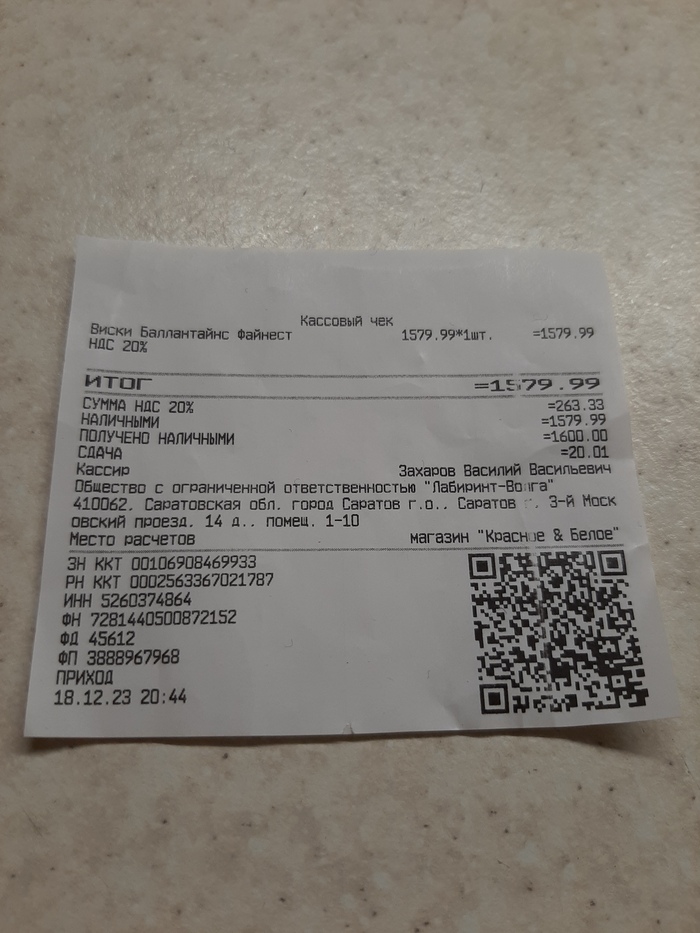 Кассовый чек
Виски Баллантайнс Файнест 1579.99*1шт. =1579.99
НДС 20%
ИТОГ =1579.99
СУММА НДС 20% =263.33
НАЛИЧНЫМИ =1579.99
ПОЛУЧЕНО НАЛИЧНЫМИ =1600.00
СДАЧА =20.01
Кассир Захаров Василий Васильевич
Общество с ограниченной ответственностью "Лабиринт-Волга"
410062, Саратовская обл. город Саратов г.о., Саратов г. 3-й Моск
овский проезд, 14 д., помещ. 1-10
Место расчетов магазин "Красное & Белое"
ЗН ККТ 00106908469933
РН ККТ 0002563367021787
ИНН 5260374864
ФН 7281440500872152
ФД 45612
ФП 3888967968
ПРИХОД
18.12.23 20:44